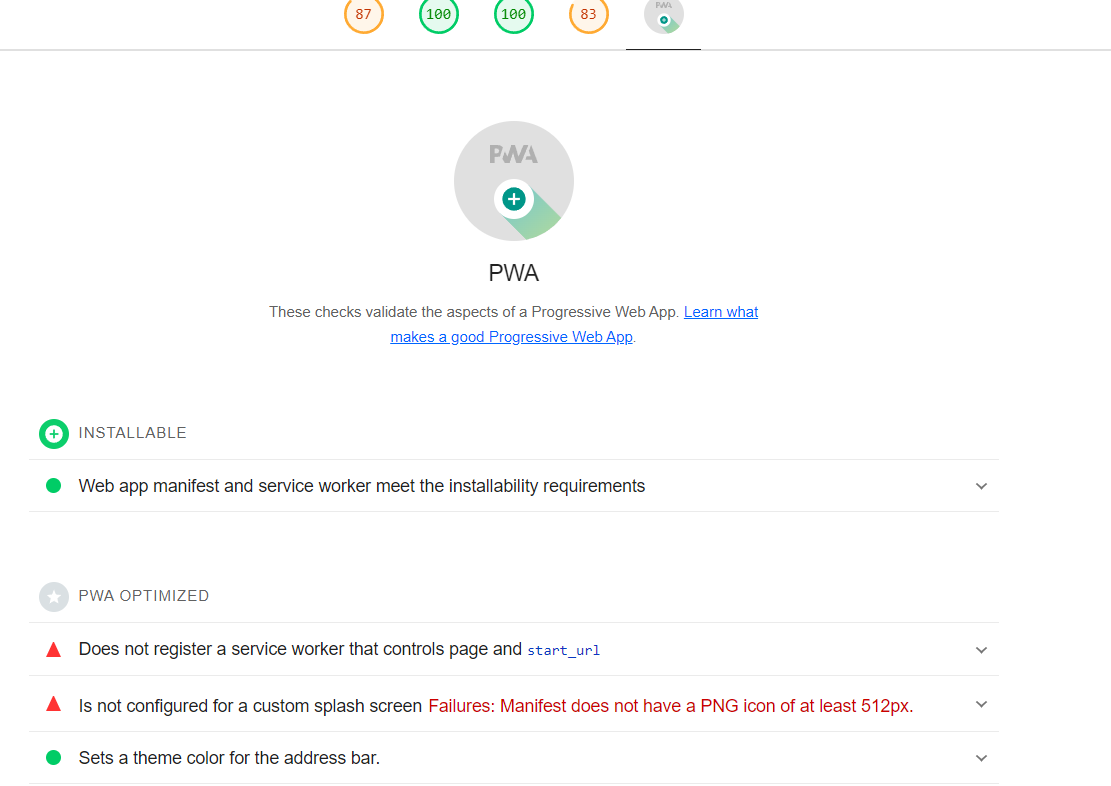 87 100 100 83 PWA
PWA
PWA
These checks validate the aspects of a Progressive Web App. Learn what
makes a good Progressive Web App.
INSTALLABLE
Web app manifest and service worker meet the installability requirements
PWA OPTIMIZED
Does not register a service worker that controls page and start_url
Is not configured for a custom splash screen Failures: Manifest does not have a PNG icon of at least 512px.
Sets a theme color for the address bar.